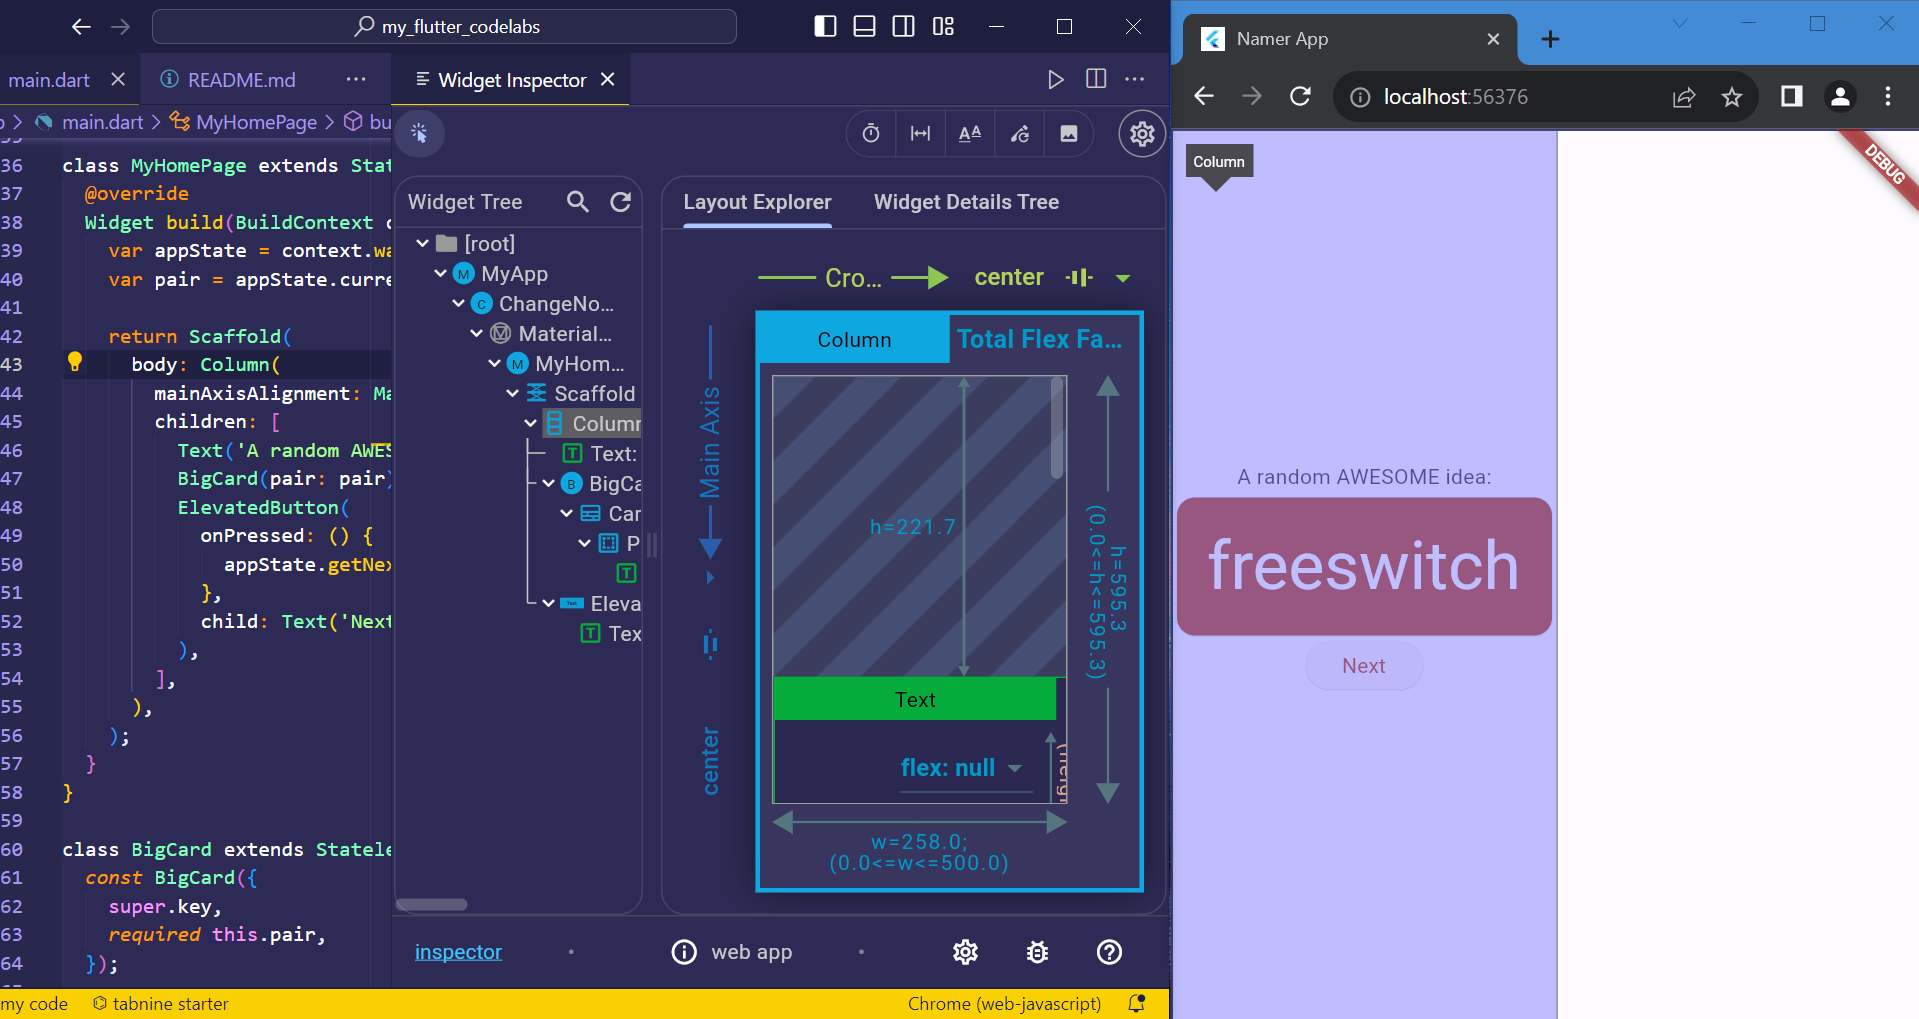 my_flutter_codelabs
main.dart
README.md
Widget Inspector
main.dart > MyHomePage > bu
36 class MyHomePage extends Stat
37 @override
38 Widget build(BuildContext c
39 var appState = context.wa
40 var pair = appState.curre
41
42 return Scaffold(
43 body: Column(
44 mainAxisAlignment: Ma
45 children: [
46 Text('A random AWES
47 BigCard(pair: pair)
48 ElevatedButton(
49 onPressed: () {
50 appState.getNex
51 },
52 child: Text('Next
53 ),
54 ],
55 ),
56 );
57 }
58 }
59
60 class BigCard extends Statele
61 const BigCard({
62 super.key,
63 required this.pair,
64 });
my code
tabnine starter
Chrome (web-javascript)
Widget Tree
[root]
MyApp
ChangeNo...
Material...
MyHom...
Scaffold
Column
Text:
BigCa
Car
P
Eleva
Tex
Layout Explorer
Widget Details Tree
Cro...
center
Main Axis
center
Column
Total Flex Fa...
h=221.7
Text
flex: null
h=595.3
(0.0<=h<=595.3)
w=258.0;
(0.0<=w<=500.0)
inspector
web app
Namer App
localhost:56376
Column
DEBUG
A random AWESOME idea:
freeswitch
Next